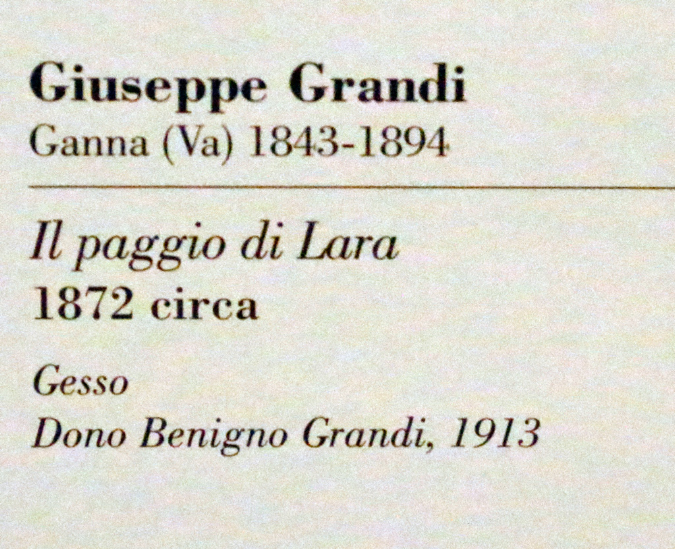 Giuseppe Grandi
Ganna (Va) 1843-1894
Il paggio di Lara
1872 circa
Gesso
Dono Benigno Grandi, 1913